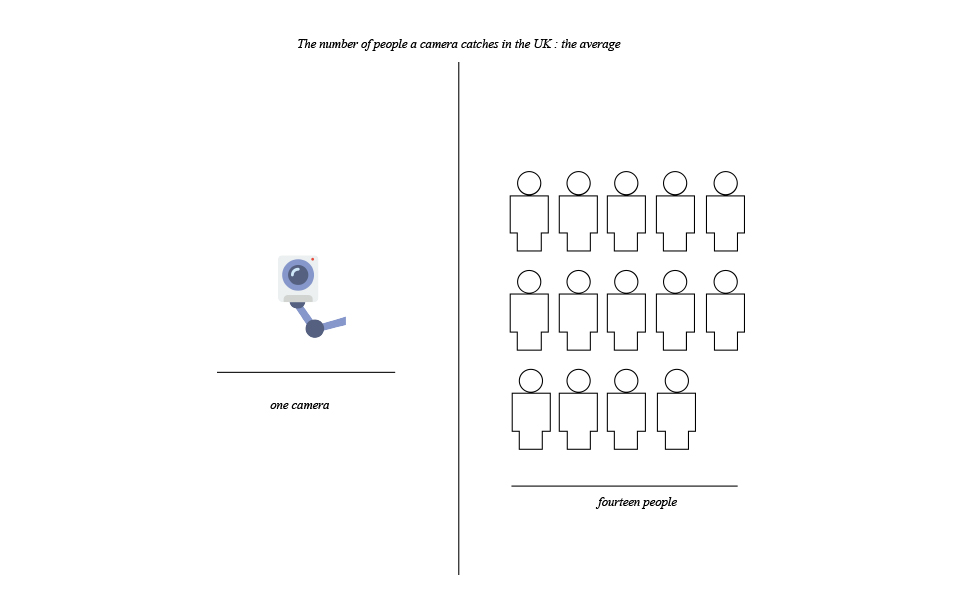 The number of people a camera catches in the UK : the average
one camera
fourteen people